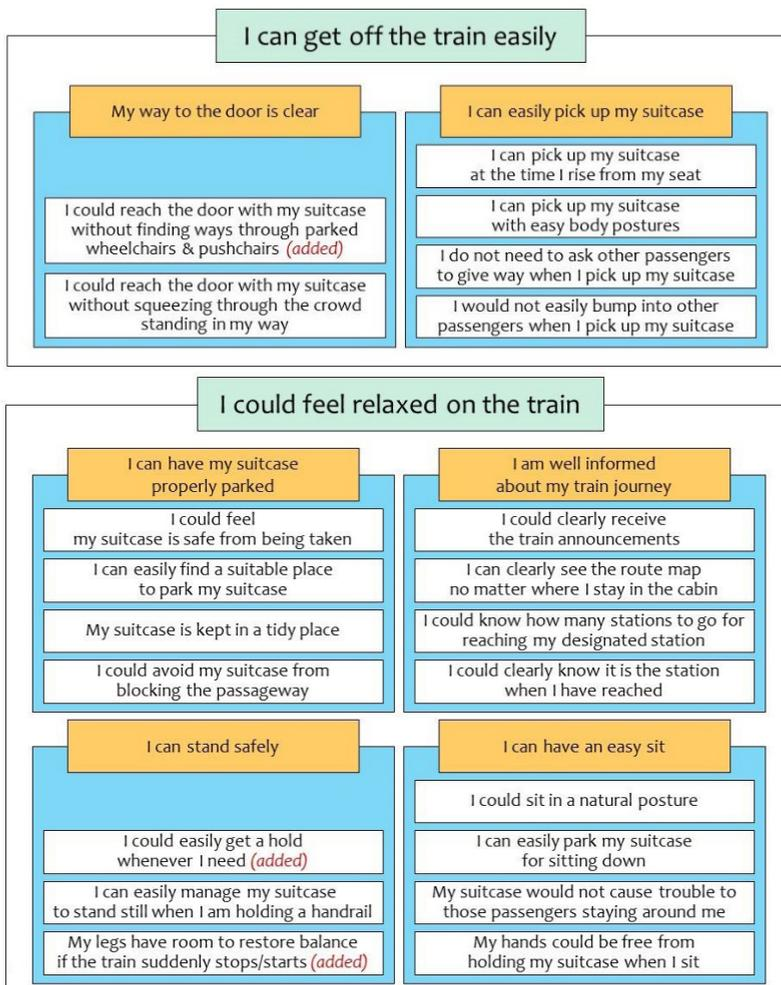 I can get off the train easily
My way to the door is clear
I could reach the door with my suitcase
without finding ways through parked
wheelchairs & pushchairs (added)
I could reach the door with my suitcase
without squeezing through the crowd
standing in my way
I can easily pick up my suitcase
I can pick up my suitcase
at the time I rise from my seat
I can pick up my suitcase
with easy body postures
I do not need to ask other passengers
to give way when I pick up my suitcase
I would not easily bump into other
passengers when I pick up my suitcase
I could feel relaxed on the train
I can have my suitcase
properly parked
I could feel
my suitcase is safe from being taken
I can easily find a suitable place
to park my suitcase
My suitcase is kept in a tidy place
I could avoid my suitcase from
blocking the passageway
I am well informed
about my train journey
I could clearly receive
the train announcements
I can clearly see the route map
no matter where I stay in the cabin
I could know how many stations to go for
reaching my designated station
I could clearly know it is the station
when I have reached
I can stand safely
I could easily get a hold
whenever I need (added)
I can easily manage my suitcase
to stand still when I am holding a handrail
My legs have room to restore balance
if the train suddenly stops/starts (added)
I can have an easy sit
I could sit in a natural posture
I can easily park my suitcase
for sitting down
My suitcase would not cause trouble to
those passengers staying around me
My hands could be free from
holding my suitcase when I sit